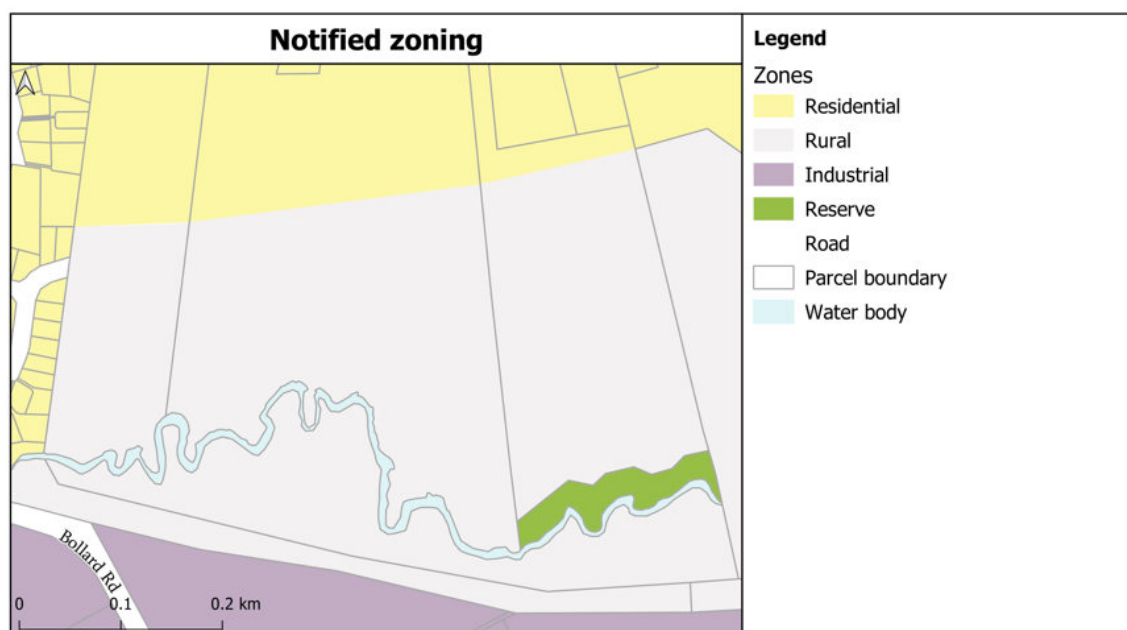 Notified zoning
Legend
Zones
Residential
Rural
Industrial
Reserve
Road
Parcel boundary
Water body
Bollard Rd
0 0.1 0.2 km